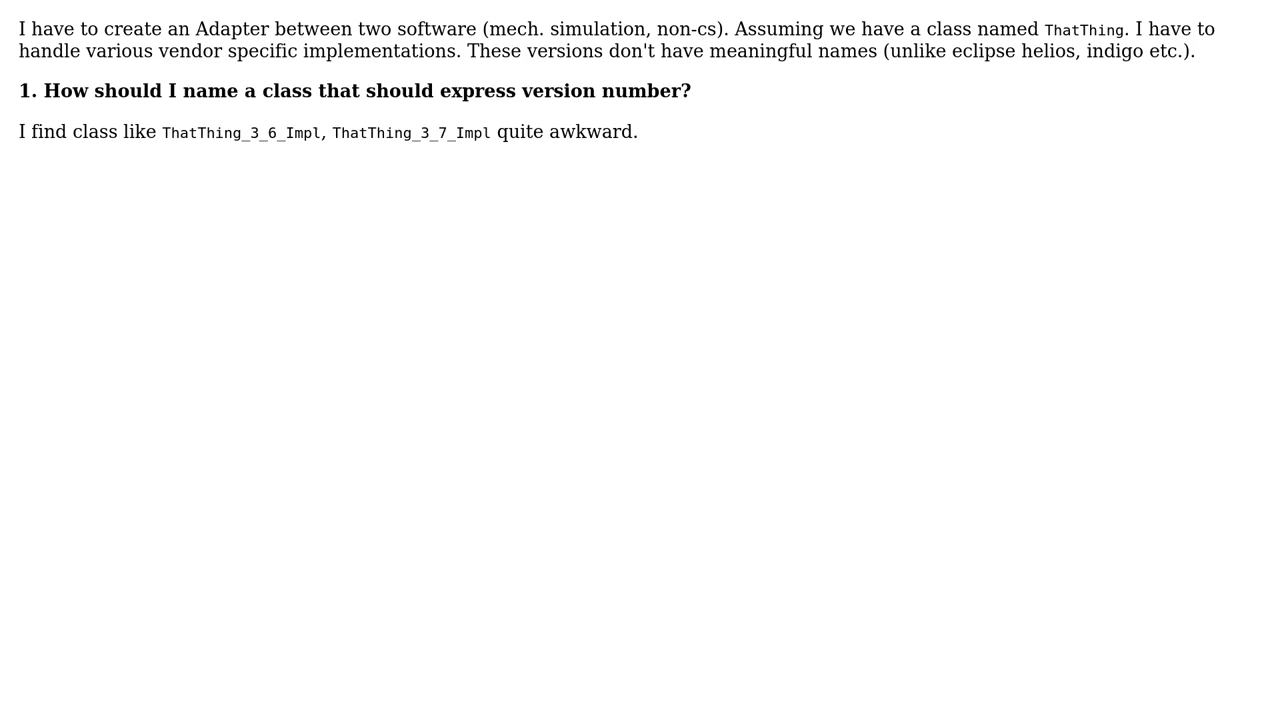 I have to create an Adapter between two software (mech. simulation, non-cs). Assuming we have a class named ThatThing. I have to
handle various vendor specific implementations. These versions don't have meaningful names (unlike eclipse helios, indigo etc.).
1. How should I name a class that should express version number?
I find class like ThatThing_3_6_Impl, ThatThing_3_7_Impl quite awkward.